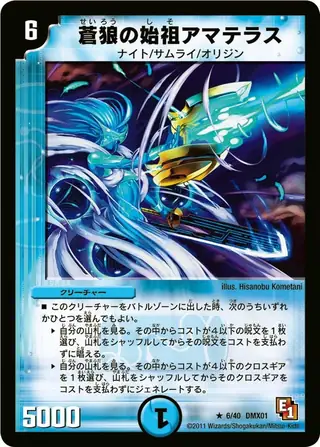 6
せいろう しそ
蒼狼の始祖アマテラス
ナイト/サムライ/オリジン
illus. Hisanobu Kometani
クリーチャー
■ このクリーチャーをバトルゾーンに出した時、次のうちいずれ
かひとつを選んでもよい。
▶ 自分の山札を見る。その中からコストが4以下の呪文を1枚
選び、山札をシャッフルしてからその呪文をコストを支払わ
ずに唱える。
▶ 自分の山札を見る。その中からコストが4以下のクロスギア
を1枚選び、山札をシャッフルしてからそのクロスギアを
コストを支払わずにジェネレートする。
★ 6/40 DMX01
E1
5000
1
©2011 Wizards/Shogakukan/Mitsui-Kids